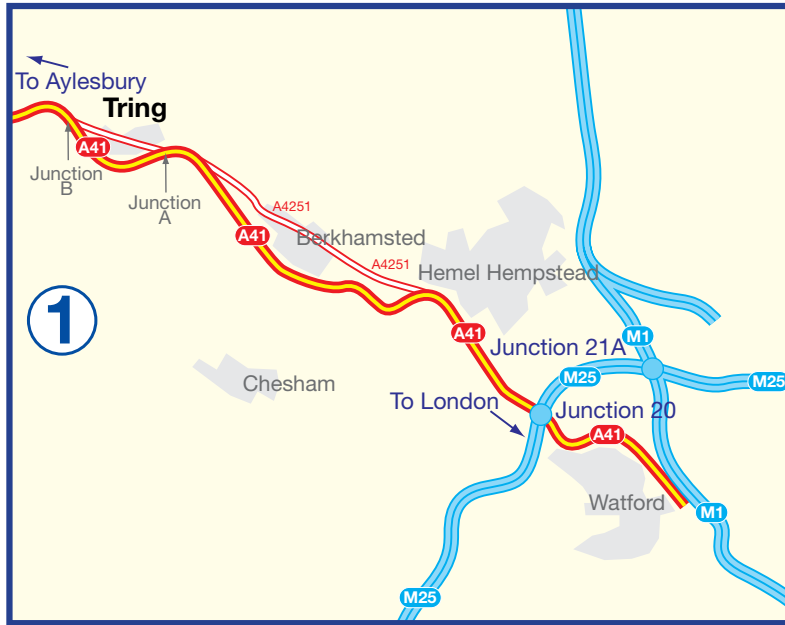 To Aylesbury
Tring
A41
Junction
B
Junction
A
A4251
A41
Berkhamsted
A4251
Hemel Hempstead
1
A41
M1
Junction 21A
M25
M25
Chesham
To London
Junction 20
A41
Watford
M1
M25